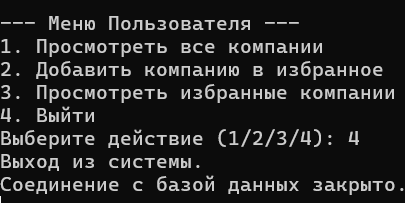 --- Меню Пользователя ---
1. Просмотреть все компании
2. Добавить компанию в избранное
3. Просмотреть избранные компании
4. Выйти
Выберите действие (1/2/3/4): 4
Выход из системы.
Соединение с базой данных закрыто.